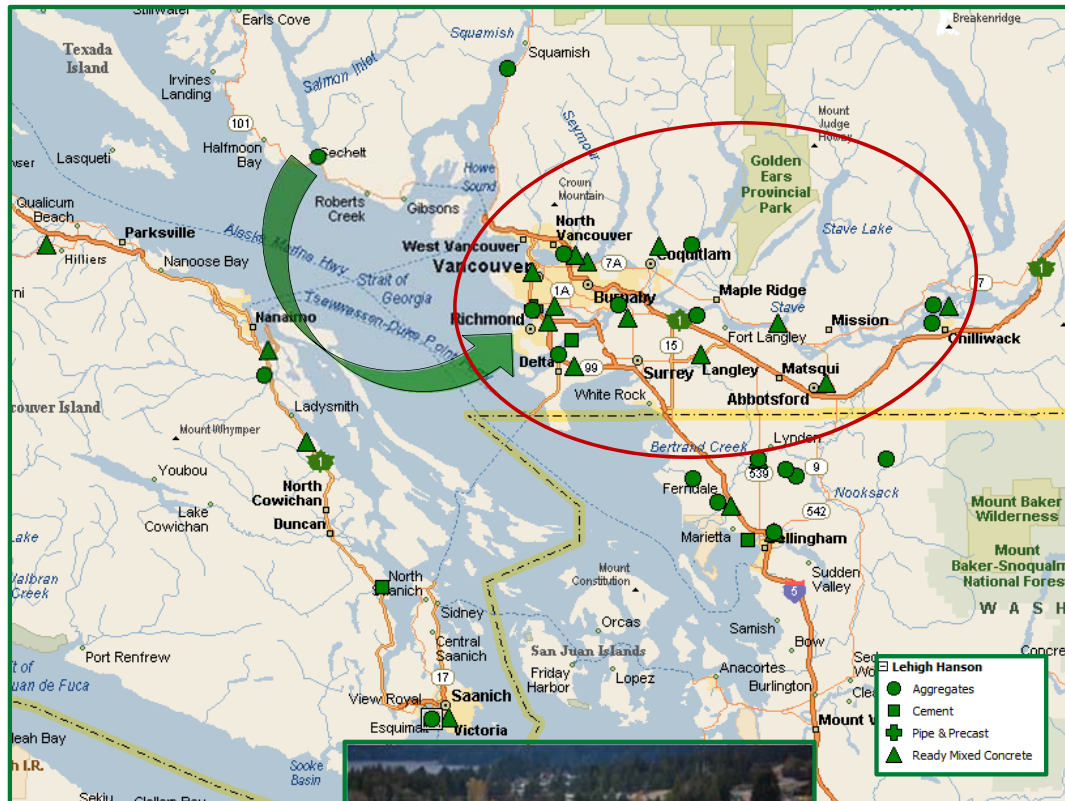 Stillwater
Earls Cove
Squamish
Breakenridge
Texada
Island
Squamish
Salmon Inlet
Irvines
Landing
Mount
Judge
Howay
101
Seymour
Halfmoon
Bay
Lasqueti
Sechelt
Golden
Ears
Provincial
Park
Howe
Sound
Crown
Mountain
Roberts
Creek
Gibsons
Qualicum
Beach
North
Vancouver
Stave Lake
Parksville
Alaska Marine Hwy
West Vancouver
Coquitlam
Hilliers
Nanoose Bay
Strait of
Georgia
Vancouver
7A
7
1
Tsawwassen-Duke Point
1A
Burnaby
Maple Ridge
Stave
Nanaimo
Richmond
1
Fort Langley
Mission
Chilliwack
15
Delta
99
Surrey
Langley
Matsqui
White Rock
Abbotsford
Ladysmith
Mount Whymper
Bertrand Creek
Lynden
Youbou
1
539
9
North
Cowichan
Ferndale
Nooksack
Lake
Cowichan
Duncan
542
Mount Baker
Wilderness
Marietta
Bellingham
Mount
Baker-Snoqualm
National Forest
North
Saanich
Mount
Constitution
Sudden
Valley
5
W A S H
Sidney
Orcas
Samish
Central
Saanich
Bow
Port Renfrew
San Juan Islands
Friday
Harbor
Lopez
Anacortes
Burlington
17
View Royal
Saanich
Esquimalt
Victoria
Mount V
Sooke
Basin
Sekiu
Lehigh Hanson
Aggregates
Cement
Pipe & Precast
Ready Mixed Concrete